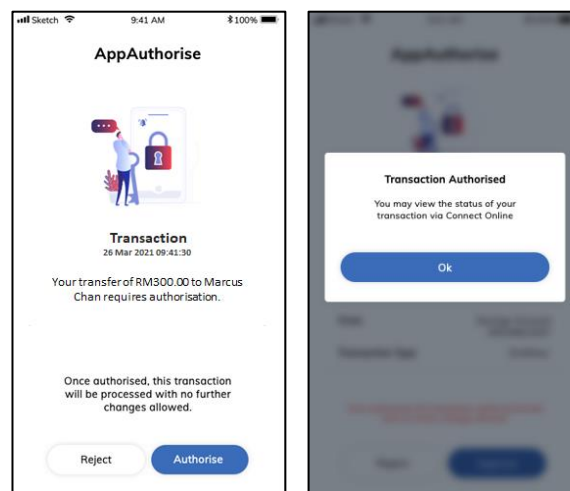 Sketch 9:41 AM 100%
AppAuthorise
Transaction
26 Mar 2021 09:41:30
Your transfer of RM300.00 to Marcus
Chan requires authorisation.
Once authorised, this transaction
will be processed with no further
changes allowed.
Reject Authorise
AppAuthorise
Transaction Authorised
You may view the status of your
transaction via Connect Online
Ok